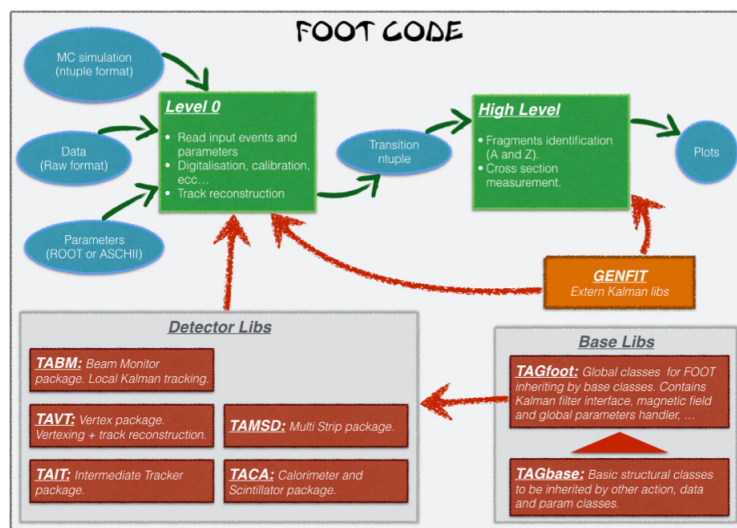 FOOT CODE
MC simulation
(ntuple format)
Data
(Raw format)
Parameters
(ROOT or ASCHII)
Level 0
• Read input events and
parameters
• Digitalisation, calibration,
ecc...
• Track reconstruction
Transition
ntuple
High Level
• Fragments identification
(A and Z).
• Cross section
measurement.
Plots
GENFIT
Extern Kalman libs
Detector Libs
TABM: Beam Monitor
package. Local Kalman tracking.
TAVT: Vertex package.
Vertexing + track reconstruction.
TAIT: Intermediate Tracker
package.
TAMSD: Multi Strip package.
TACA: Calorimeter and
Scintillator package.
Base Libs
TAGfoot: Global classes for FOOT
inheriting by base classes. Contains
Kalman filter interface, magnetic field
and global parameters handler, ...
TAGbase: Basic structural classes
to be inherited by other action, data
and param classes.